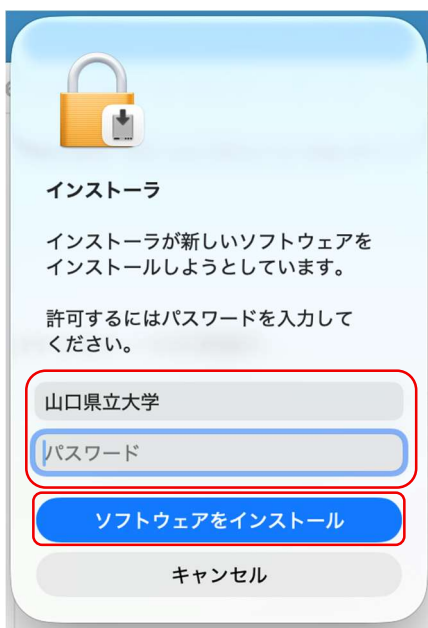 インストーラ
インストーラが新しいソフトウェアを
インストールしようとしています。
許可するにはパスワードを入力して
ください。
山口県立大学
パスワード
ソフトウェアをインストール
キャンセル